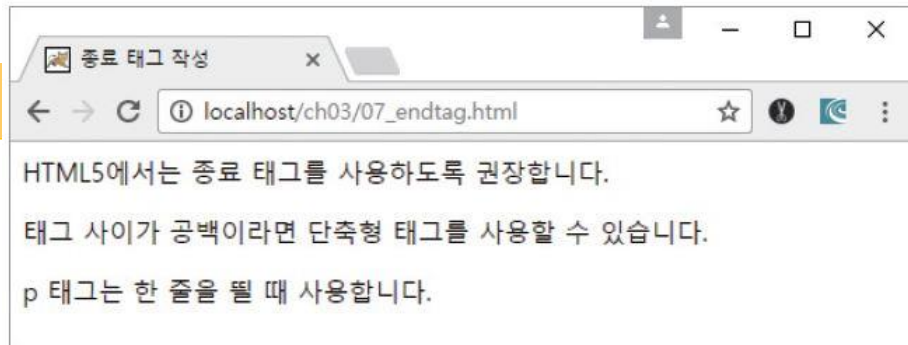 종료 태그 작성
localhost/ch03/07_endtag.html
HTML5에서는 종료 태그를 사용하도록 권장합니다.
태그 사이가 공백이라면 단축형 태그를 사용할 수 있습니다.
p 태그는 한 줄을 띌 때 사용합니다.